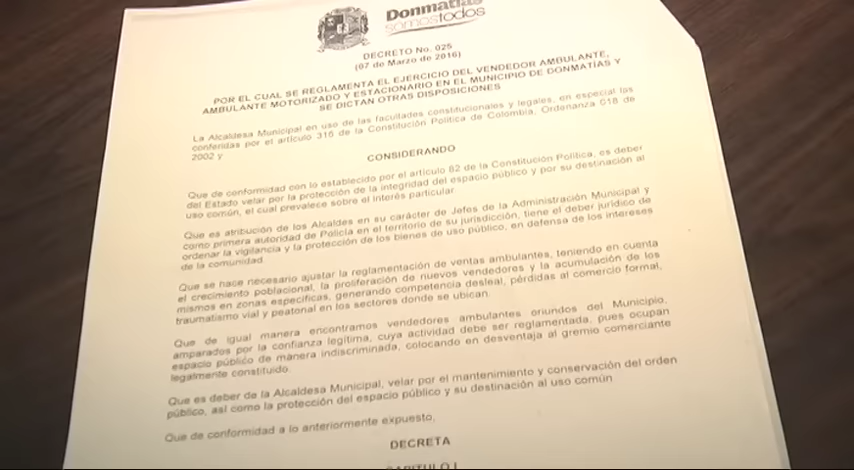 Donmatías
somostodos
DECRETO No. 025
(07 de Marzo de 2016)
POR EL CUAL SE REGLAMENTA EL EJERCICIO DEL VENDEDOR AMBULANTE,
AMBULANTE MOTORIZADO Y ESTACIONARIO EN EL MUNICIPIO DE DONMATÍAS Y
SE DICTAN OTRAS DISPOSICIONES
La Alcaldesa Municipal en uso de las facultades constitucionales y legales, en especial las
conferidas por el artículo 315 de la Constitución Política de Colombia, Ordenanza 018 de
2002 y
CONSIDERANDO
Que de conformidad con lo establecido por el artículo 82 de la Constitución Política, es deber
del Estado velar por la protección de la integridad del espacio público y por su destinación al
uso común, el cual prevalece sobre el interés particular.
Que es atribución de los Alcaldes en su carácter de Jefes de la Administración Municipal y
como primera autoridad de Policía en el territorio de su jurisdicción, tiene el deber jurídico de
ordenar la vigilancia y la protección de los bienes de uso público, en defensa de los intereses
de la comunidad.
Que se hace necesario ajustar la reglamentación de ventas ambulantes, teniendo en cuenta
el crecimiento poblacional, la proliferación de nuevos vendedores y la acumulación de los
mismos en zonas específicas, generando competencia desleal, pérdidas al comercio formal,
traumatismo vial y peatonal en los sectores donde se ubican.
Que de igual manera encontramos vendedores ambulantes oriundos del Municipio,
amparados por la confianza legítima, cuya actividad debe ser reglamentada, pues ocupan
espacio público de manera indiscriminada, colocando en desventaja al gremio comerciante
legalmente constituido.
Que es deber de la Alcaldesa Municipal, velar por el mantenimiento y conservación del orden
público, así como la protección del espacio público y su destinación al uso común
Que de conformidad a lo anteriormente expuesto,
DECRETA
CAPITULO I